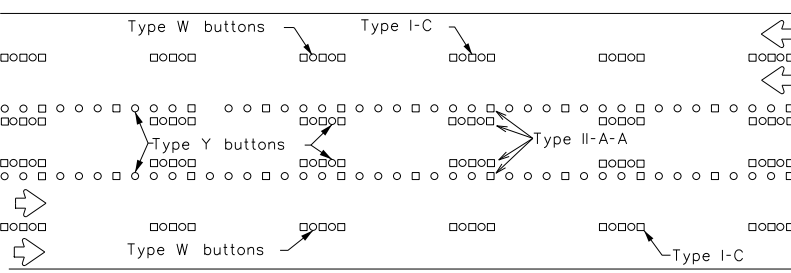 Type W buttons
Type I-C
Type Y buttons
Type II-A-A
Type W buttons
Type I-C